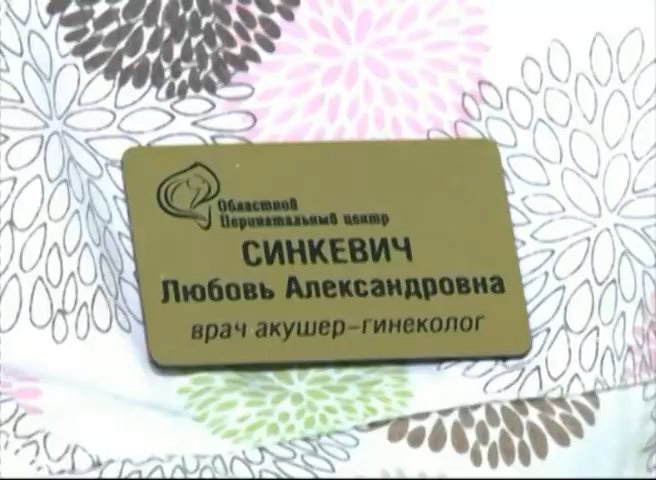 Областной
Перинатальный центр
СИНКЕВИЧ
Любовь Александровна
врач акушер-гинеколог